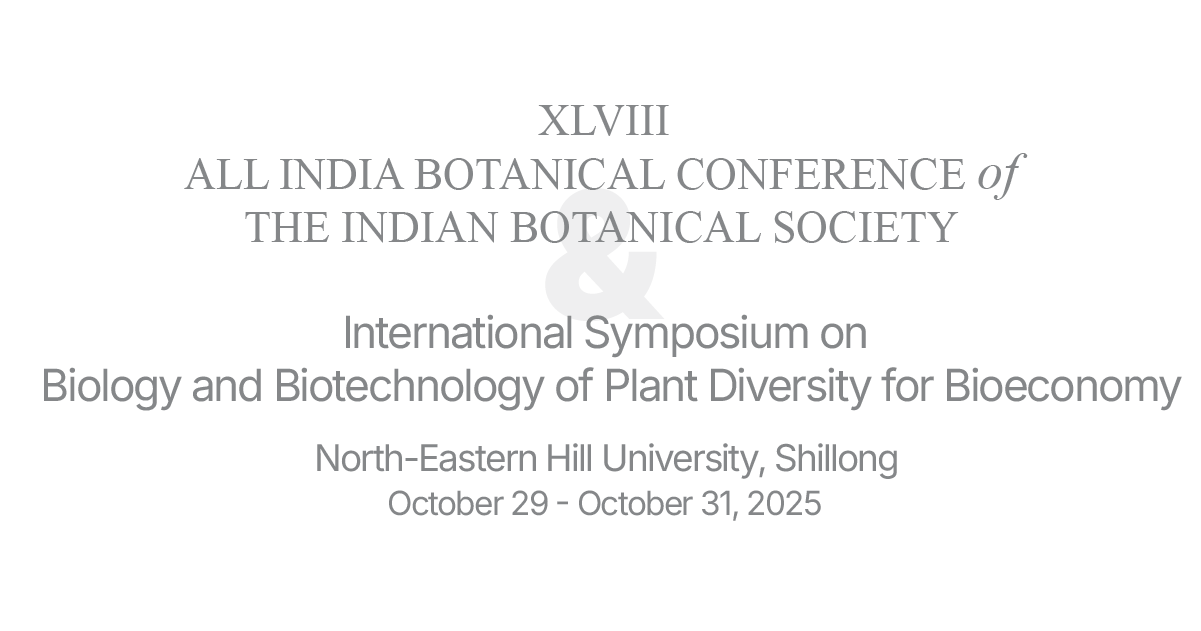 XLVIII
ALL INDIA BOTANICAL CONFERENCE of
THE INDIAN BOTANICAL SOCIETY
&
International Symposium on
Biology and Biotechnology of Plant Diversity for Bioeconomy
North-Eastern Hill University, Shillong
October 29 - October 31, 2025